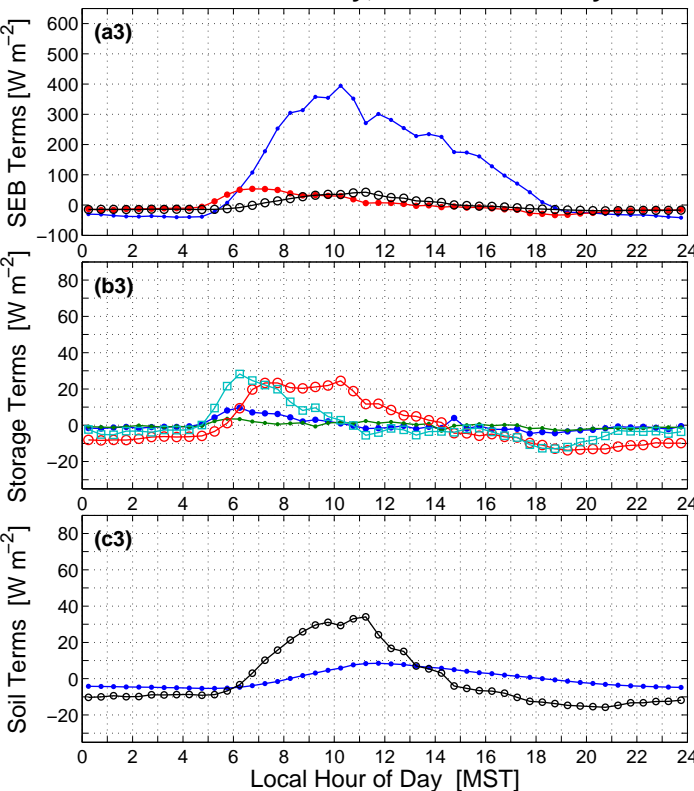 (a3)
SEB Terms [W m−2]
600
500
400
300
200
100
0
−100
0 2 4 6 8 10 12 14 16 18 20 22 24
(b3)
Storage Terms [W m−2]
80
60
40
20
0
−20
0 2 4 6 8 10 12 14 16 18 20 22 24
(c3)
Soil Terms [W m−2]
80
60
40
20
0
−20
0 2 4 6 8 10 12 14 16 18 20 22 24
Local Hour of Day [MST]